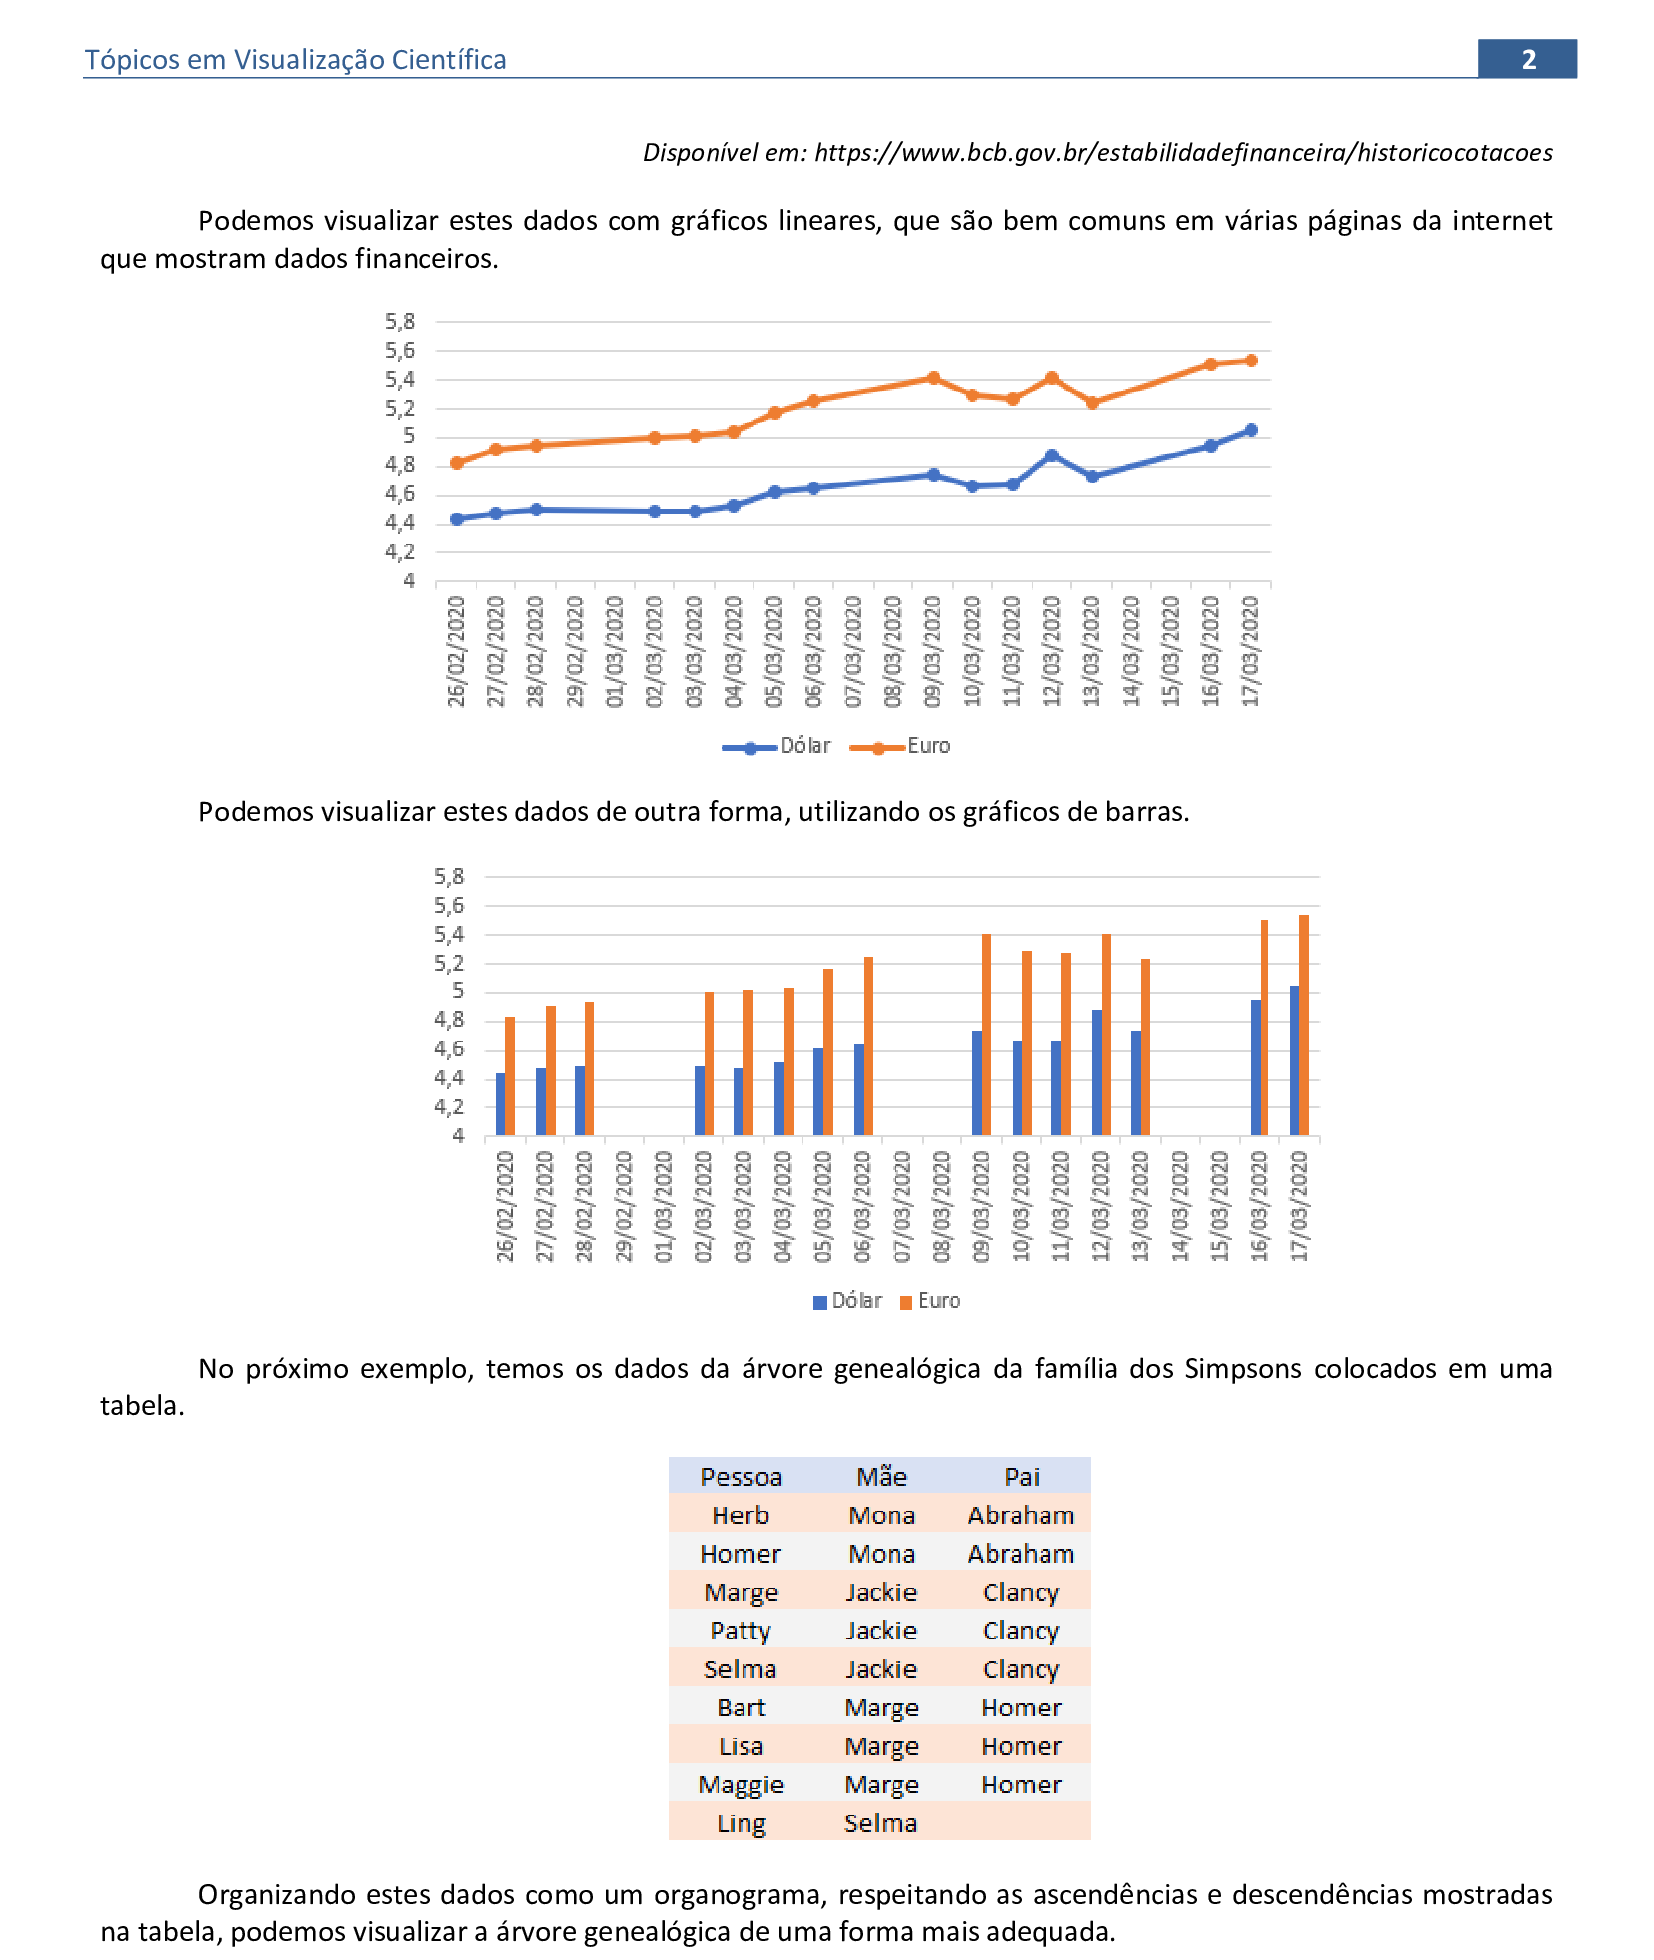 Tópicos em Visualização Científica 2
Disponível em: https://www.bcb.gov.br/estabilidadefinanceira/historicocotacoes
Podemos visualizar estes dados com gráficos lineares, que são bem comuns em várias páginas da internet
que mostram dados financeiros.
5,8
5,6
5,4
5,2
5
4,8
4,6
4,4
4,2
4
26/02/2020
27/02/2020
28/02/2020
29/02/2020
01/03/2020
02/03/2020
03/03/2020
04/03/2020
05/03/2020
06/03/2020
07/03/2020
08/03/2020
09/03/2020
10/03/2020
11/03/2020
12/03/2020
13/03/2020
14/03/2020
15/03/2020
16/03/2020
17/03/2020
Dólar Euro
Podemos visualizar estes dados de outra forma, utilizando os gráficos de barras.
5,8
5,6
5,4
5,2
5
4,8
4,6
4,4
4,2
4
26/02/2020
27/02/2020
28/02/2020
29/02/2020
01/03/2020
02/03/2020
03/03/2020
04/03/2020
05/03/2020
06/03/2020
07/03/2020
08/03/2020
09/03/2020
10/03/2020
11/03/2020
12/03/2020
13/03/2020
14/03/2020
15/03/2020
16/03/2020
17/03/2020
Dólar Euro
No próximo exemplo, temos os dados da árvore genealógica da família dos Simpsons colocados em uma
tabela.
Pessoa Mãe Pai
Herb Mona Abraham
Homer Mona Abraham
Marge Jackie Clancy
Patty Jackie Clancy
Selma Jackie Clancy
Bart Marge Homer
Lisa Marge Homer
Maggie Marge Homer
Ling Selma
Organizando estes dados como um organograma, respeitando as ascendências e descendências mostradas
na tabela, podemos visualizar a árvore genealógica de uma forma mais adequada.